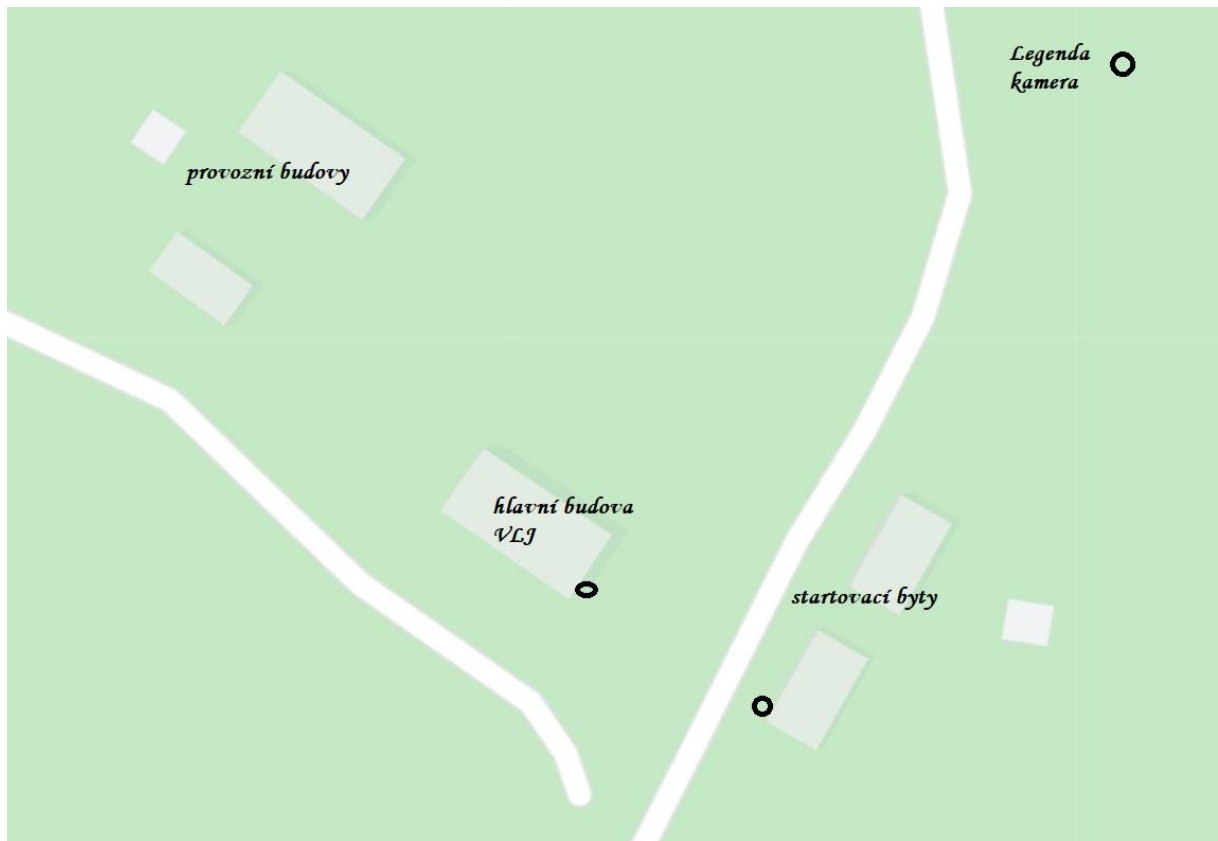 Legenda
kamera
provozní budovy
hlavní budova
VLJ
startovací byty